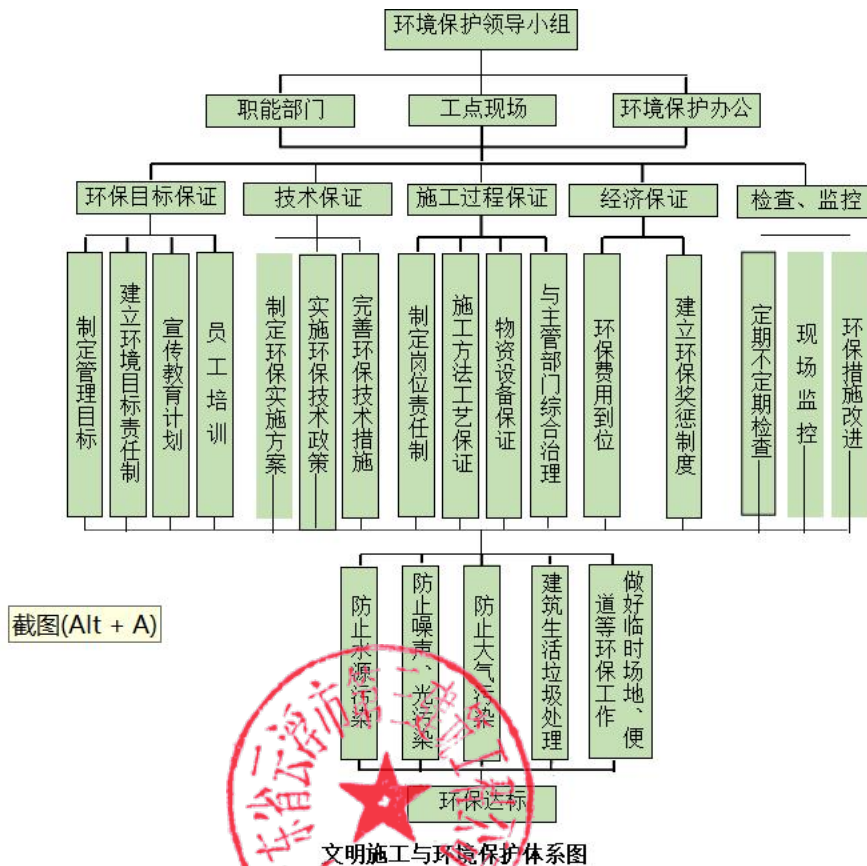 环境保护领导小组
职能部门
工点现场
环境保护办公
环保目标保证
技术保证
施工过程保证
经济保证
检查、监控
制定管理目标
建立环境目标责任制
宣传教育计划
员工培训
制定环保实施方案
实施环保技术政策
完善环保技术措施
制定岗位责任制
施工方法工艺保证
物资设备保证
与主管部门综合治理
环保费用到位
建立环保奖惩制度
定期不定期检查
现场监控
环保措施改进
截图(Alt + A)
防止水源污染
防止噪声、光污染
防止大气污染
建筑生活垃圾处理
做好临时场地、便
道等环保工作
环保达标
文明施工与环境保护体系图